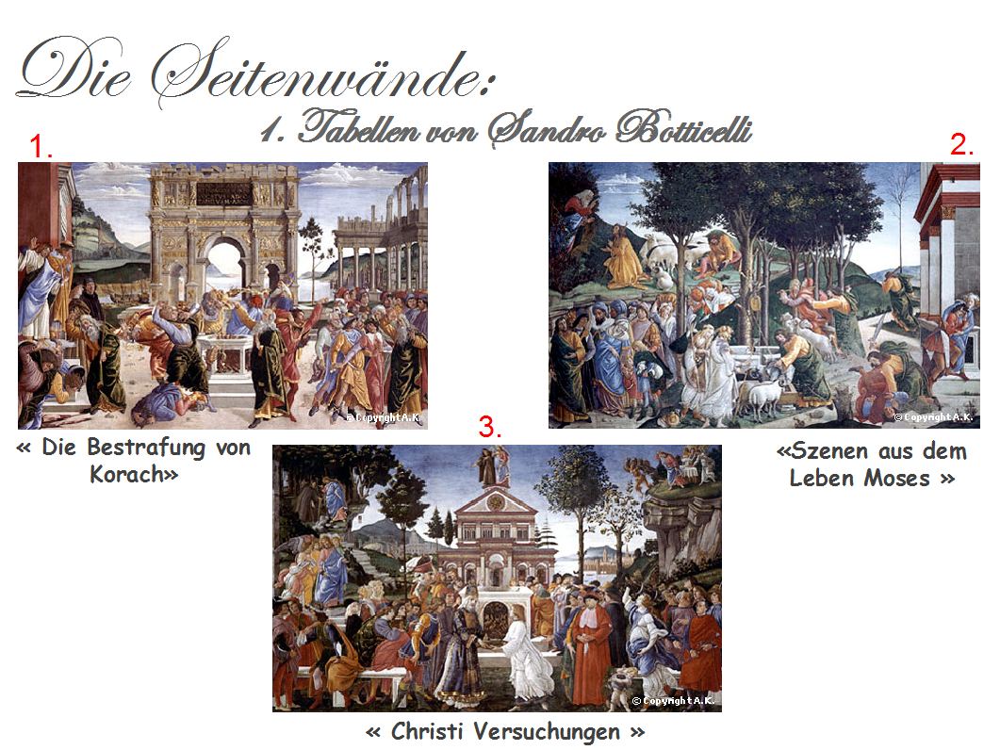 Die Seitenwände:
1. Tabellen von Sandro Botticelli
1.
2.
©Copyright A.K.
©Copyright A.K.
« Die Bestrafung von
Korach»
«Szenen aus dem
Leben Moses »
3.
©Copyright A.K.
« Christi Versuchungen »